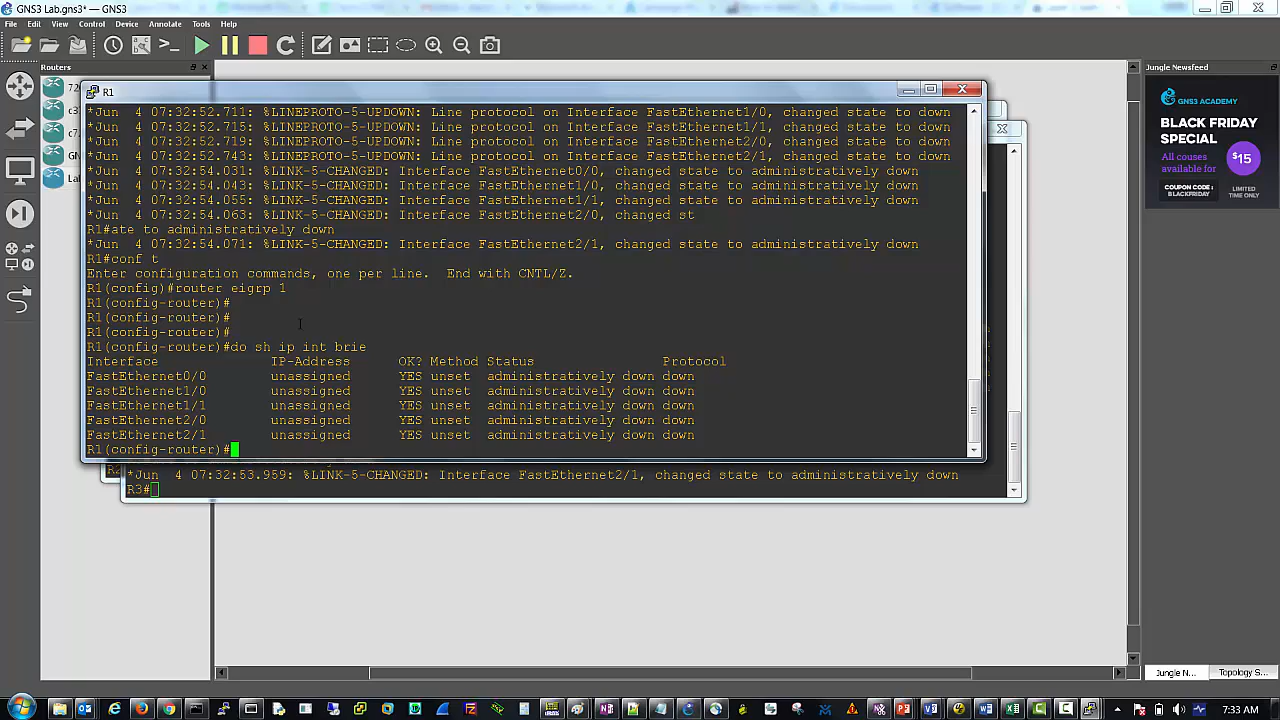 GNS3 Lab.gns3* — GNS3
File Edit View Control Device Annotate Tools Help
Routers
Jungle Newsfeed
R1
*Jun  4 07:32:52.711: %LINEPROTO-5-UPDOWN: Line protocol on Interface FastEthernet1/0, changed state to down
*Jun  4 07:32:52.715: %LINEPROTO-5-UPDOWN: Line protocol on Interface FastEthernet1/1, changed state to down
*Jun  4 07:32:52.719: %LINEPROTO-5-UPDOWN: Line protocol on Interface FastEthernet2/0, changed state to down
*Jun  4 07:32:52.743: %LINEPROTO-5-UPDOWN: Line protocol on Interface FastEthernet2/1, changed state to down
*Jun  4 07:32:54.031: %LINK-5-CHANGED: Interface FastEthernet0/0, changed state to administratively down
*Jun  4 07:32:54.043: %LINK-5-CHANGED: Interface FastEthernet1/0, changed state to administratively down
*Jun  4 07:32:54.055: %LINK-5-CHANGED: Interface FastEthernet1/1, changed state to administratively down
*Jun  4 07:32:54.063: %LINK-5-CHANGED: Interface FastEthernet2/0, changed st
R1#ate to administratively down
*Jun  4 07:32:54.071: %LINK-5-CHANGED: Interface FastEthernet2/1, changed state to administratively down
R1#conf t
Enter configuration commands, one per line.  End with CNTL/Z.
R1(config)#router eigrp 1
R1(config-router)#
R1(config-router)#
R1(config-router)#
R1(config-router)#do sh ip int brie
Interface IP-Address OK? Method Status Protocol
FastEthernet0/0 unassigned YES unset administratively down down
FastEthernet1/0 unassigned YES unset administratively down down
FastEthernet1/1 unassigned YES unset administratively down down
FastEthernet2/0 unassigned YES unset administratively down down
FastEthernet2/1 unassigned YES unset administratively down down
R1(config-router)#
*Jun  4 07:32:53.959: %LINK-5-CHANGED: Interface FastEthernet2/1, changed state to administratively down
R3#
72
c3
c7
GN
La
GNS3 ACADEMY
BLACK FRIDAY
SPECIAL
All couses
available for
$15
COUPON CODE :
BLACKFRIDAY
LIMITED
TIME ONLY
Jungle N...
Topology S...
7:33 AM